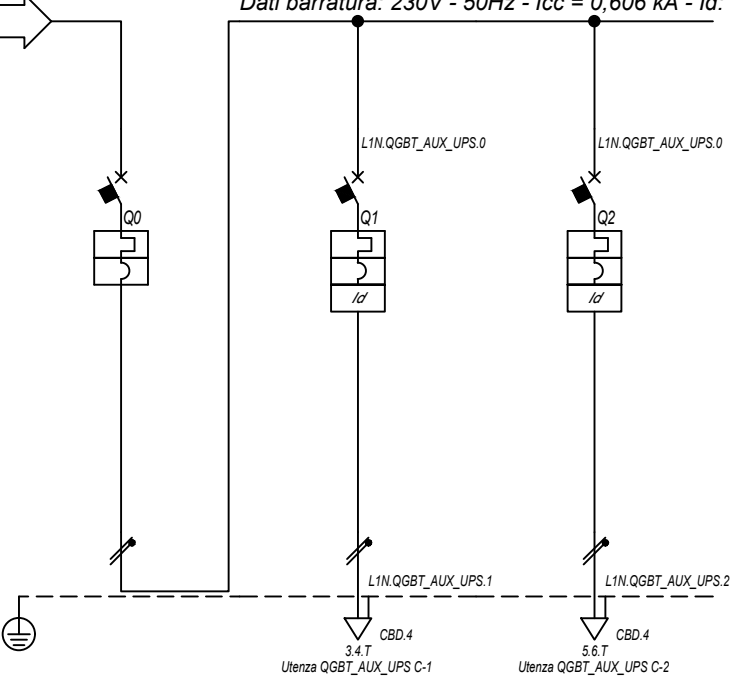 Dati barratura: 230V - 50Hz - Icc = 0,606 kA - Id:
L1N.QGBT_AUX_UPS.0
L1N.QGBT_AUX_UPS.0
Q0
Q1
Q2
Id
Id
L1N.QGBT_AUX_UPS.1
L1N.QGBT_AUX_UPS.2
CBD.4
CBD.4
3.4.T
5.6.T
Utenza QGBT_AUX_UPS C-1
Utenza QGBT_AUX_UPS C-2